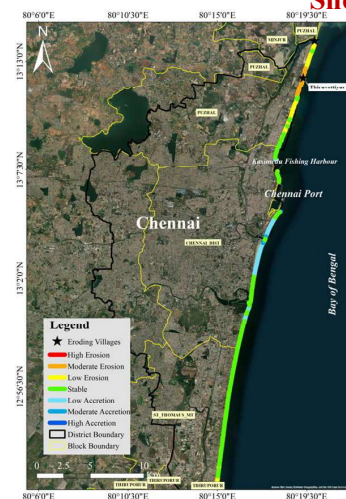 Sho
80°6'0"E
80°10'30"E
80°15'0"E
80°19'30"E
N
PUZHAL
MINJUR
PUZHAL
13°13'0"N
Thiruvottiyur
PUZHAL
Kasimedu Fishing Harbour
13°7'30"N
Chennai Port
Chennai
CHENNAI DIST
Bay of Bengal
13°2'0"N
Legend
Eroding Villages
High Erosion
Moderate Erosion
Low Erosion
Stable
Low Accretion
Moderate Accretion
High Accretion
District Boundary
Block Boundary
12°56'30"N
ST_THOMAUS_MT
0 2.5 5 10
THIRUPORUR
THIRUPORUR
THIRUPORUR
80°6'0"E
80°10'30"E
80°15'0"E
80°19'30"E